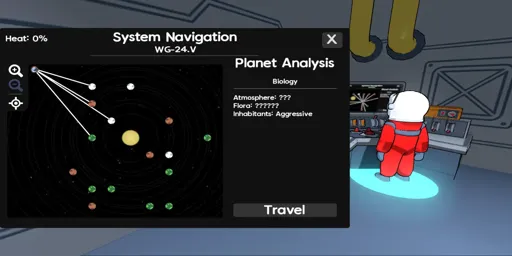 Heat: 0%
System Navigation
WG-24.V
X
Planet Analysis
Biology
Atmosphere: ???
Flora: ??????
Inhabitants: Aggressive
Travel